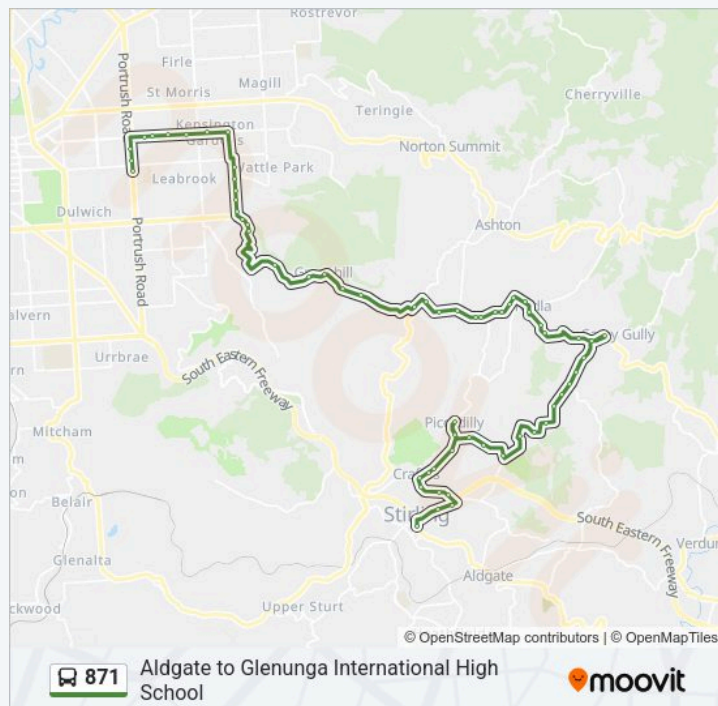 Rostrevor
Firle
Magill
St Morris
Portrush Road
Cherryville
Teringie
Kensington
Gardens
Norton Summit
Wattle Park
Leabrook
Dulwich
Ashton
Portrush Road
Greenhill
Urrbrae
South Eastern Freeway
Piccadilly
Mitcham
Crafers
Belair
Stirling
South Eastern Freeway
Verdun
Glenalta
Aldgate
Upper Sturt
© OpenStreetMap contributors | © OpenMapTiles
871
Aldgate to Glenunga International High
School
moovit